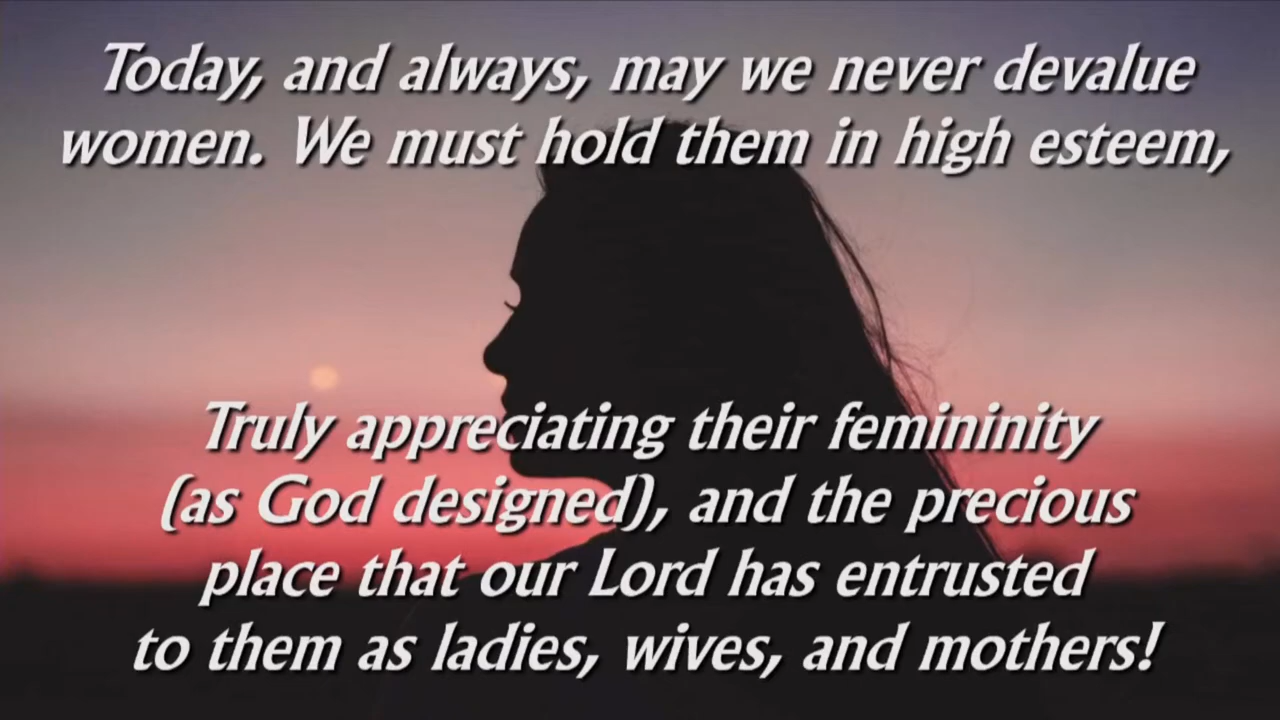 Today, and always, may we never devalue
women. We must hold them in high esteem,
Truly appreciating their femininity
(as God designed), and the precious
place that our Lord has entrusted
to them as ladies, wives, and mothers!